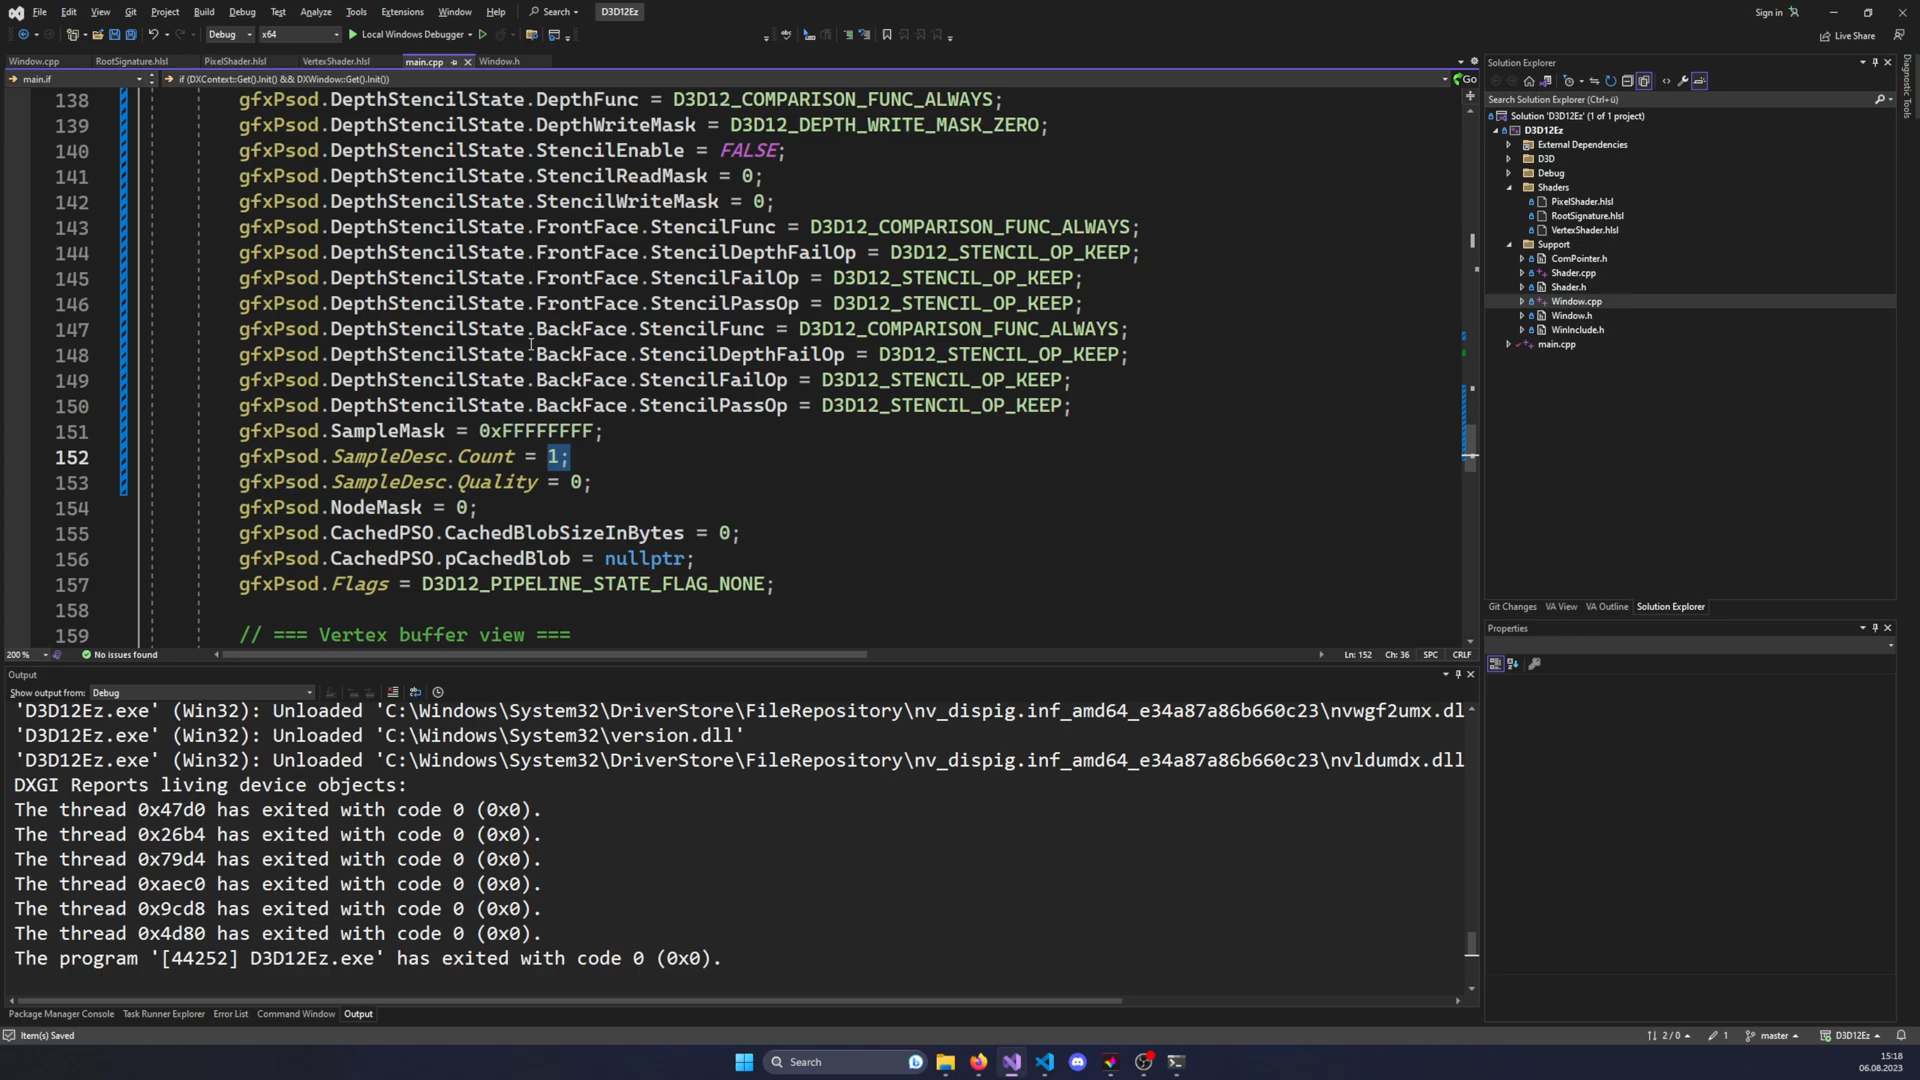 File Edit View Git Project Build Debug Test Analyze Tools Extensions Window Help Search D3D12Ez Sign in
Debug x64 Local Windows Debugger Live Share
Window.cpp RootSignature.hlsl PixelShader.hlsl VertexShader.hlsl main.cpp Window.h
main.if if (DXContext::Get().Init() && DXWindow::Get().Init()) Go
138 gfxPsod.DepthStencilState.DepthFunc = D3D12_COMPARISON_FUNC_ALWAYS;
139 gfxPsod.DepthStencilState.DepthWriteMask = D3D12_DEPTH_WRITE_MASK_ZERO;
140 gfxPsod.DepthStencilState.StencilEnable = FALSE;
141 gfxPsod.DepthStencilState.StencilReadMask = 0;
142 gfxPsod.DepthStencilState.StencilWriteMask = 0;
143 gfxPsod.DepthStencilState.FrontFace.StencilFunc = D3D12_COMPARISON_FUNC_ALWAYS;
144 gfxPsod.DepthStencilState.FrontFace.StencilDepthFailOp = D3D12_STENCIL_OP_KEEP;
145 gfxPsod.DepthStencilState.FrontFace.StencilFailOp = D3D12_STENCIL_OP_KEEP;
146 gfxPsod.DepthStencilState.FrontFace.StencilPassOp = D3D12_STENCIL_OP_KEEP;
147 gfxPsod.DepthStencilState.BackFace.StencilFunc = D3D12_COMPARISON_FUNC_ALWAYS;
148 gfxPsod.DepthStencilState.BackFace.StencilDepthFailOp = D3D12_STENCIL_OP_KEEP;
149 gfxPsod.DepthStencilState.BackFace.StencilFailOp = D3D12_STENCIL_OP_KEEP;
150 gfxPsod.DepthStencilState.BackFace.StencilPassOp = D3D12_STENCIL_OP_KEEP;
151 gfxPsod.SampleMask = 0xFFFFFFFF;
152 gfxPsod.SampleDesc.Count = 1;
153 gfxPsod.SampleDesc.Quality = 0;
154 gfxPsod.NodeMask = 0;
155 gfxPsod.CachedPSO.CachedBlobSizeInBytes = 0;
156 gfxPsod.CachedPSO.pCachedBlob = nullptr;
157 gfxPsod.Flags = D3D12_PIPELINE_STATE_FLAG_NONE;
158
159 // === Vertex buffer view ===
200 % No issues found Ln: 152 Ch: 36 SPC CRLF
Output
Show output from: Debug
'D3D12Ez.exe' (Win32): Unloaded 'C:\Windows\System32\DriverStore\FileRepository\nv_dispig.inf_amd64_e34a87a86b660c23\nvwgf2umx.dl
'D3D12Ez.exe' (Win32): Unloaded 'C:\Windows\System32\version.dll'
'D3D12Ez.exe' (Win32): Unloaded 'C:\Windows\System32\DriverStore\FileRepository\nv_dispig.inf_amd64_e34a87a86b660c23\nvldumdx.dll
DXGI Reports living device objects:
The thread 0x47d0 has exited with code 0 (0x0).
The thread 0x26b4 has exited with code 0 (0x0).
The thread 0x79d4 has exited with code 0 (0x0).
The thread 0xaec0 has exited with code 0 (0x0).
The thread 0x9cd8 has exited with code 0 (0x0).
The thread 0x4d80 has exited with code 0 (0x0).
The program '[44252] D3D12Ez.exe' has exited with code 0 (0x0).
Package Manager Console Task Runner Explorer Error List Command Window Output
Solution Explorer
Search Solution Explorer (Ctrl+ü)
Solution 'D3D12Ez' (1 of 1 project)
D3D12Ez
External Dependencies
D3D
Debug
Shaders
PixelShader.hlsl
RootSignature.hlsl
VertexShader.hlsl
Support
ComPointer.h
Shader.cpp
Shader.h
Window.cpp
Window.h
WinInclude.h
main.cpp
Git Changes VA View VA Outline Solution Explorer
Properties
Diagnostic Tools
Item(s) Saved 2 / 0 1 master D3D12Ez
Search 15:18
06.08.2023